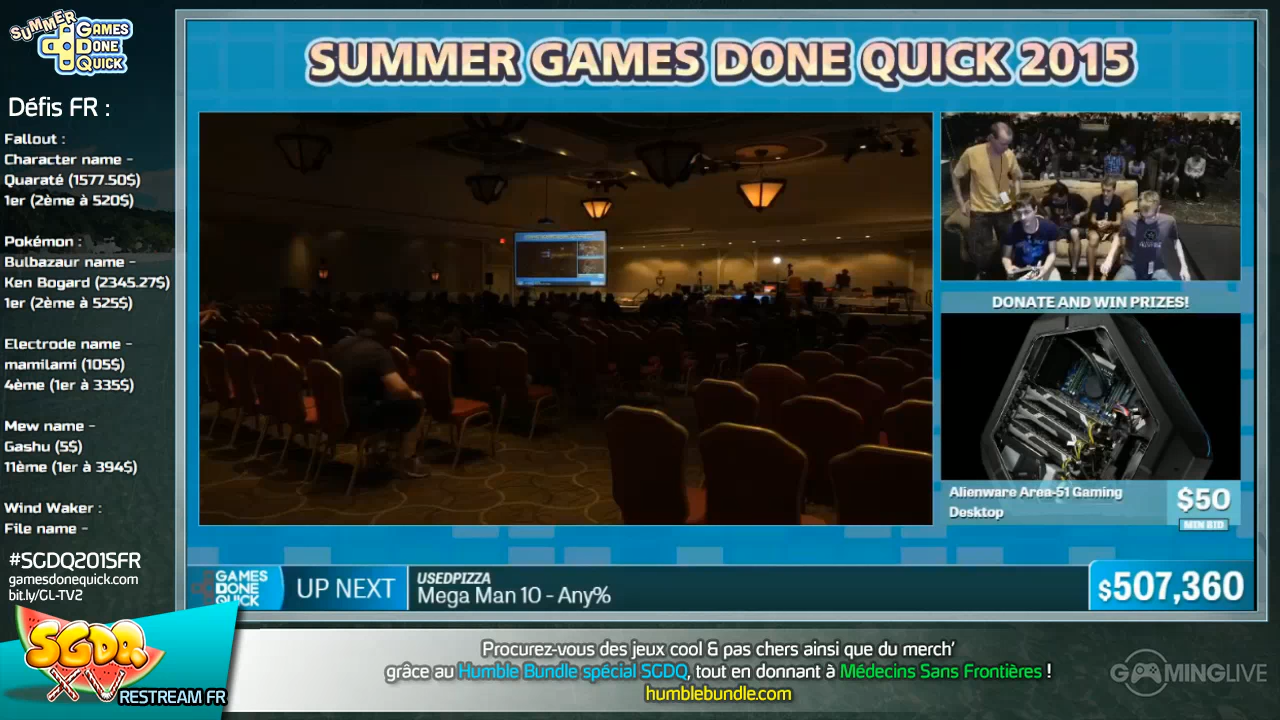 SUMMER
GAMES
DONE
QUICK
Défis FR :
Fallout :
Character name -
Quaraté (1577.50$)
1er (2ème à 520$)
Pokémon :
Bulbazaur name -
Ken Bogard (2345.27$)
1er (2ème à 525$)
Electrode name -
mamilami (105$)
4ème (1er à 335$)
Mew name -
Gashu (5$)
11ème (1er à 394$)
Wind Waker :
File name -
#SGDQ2015FR
gamesdonequick.com
bit.ly/GL-TV2
SGDQ
RESTREAM FR
SUMMER GAMES DONE QUICK 2015
DONATE AND WIN PRIZES!
Alienware Area-51 Gaming
Desktop
$50
MIN BID
GAMES
DONE
QUICK
UP NEXT
USEDPIZZA
Mega Man 10 - Any%
$507,360
Procurez-vous des jeux cool & pas chers ainsi que du merch'
grâce au Humble Bundle spécial SGDQ, tout en donnant à Médecins Sans Frontières !
humblebundle.com
GAMINGLIVE